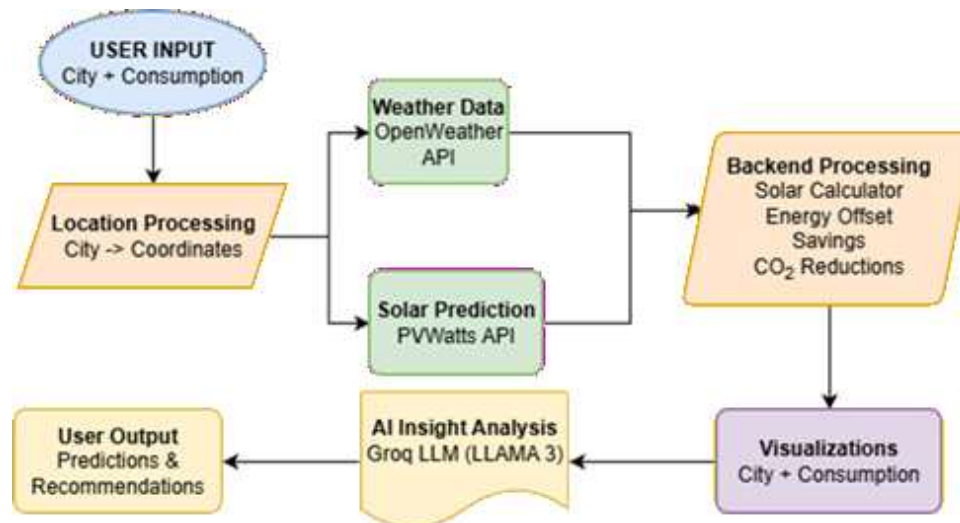 USER INPUT
City + Consumption
Location Processing
City -> Coordinates
Weather Data
OpenWeather
API
Solar Prediction
PVWatts API
Backend Processing
Solar Calculator
Energy Offset
Savings
CO₂ Reductions
Visualizations
City + Consumption
AI Insight Analysis
Groq LLM (LLAMA 3)
User Output
Predictions &
Recommendations